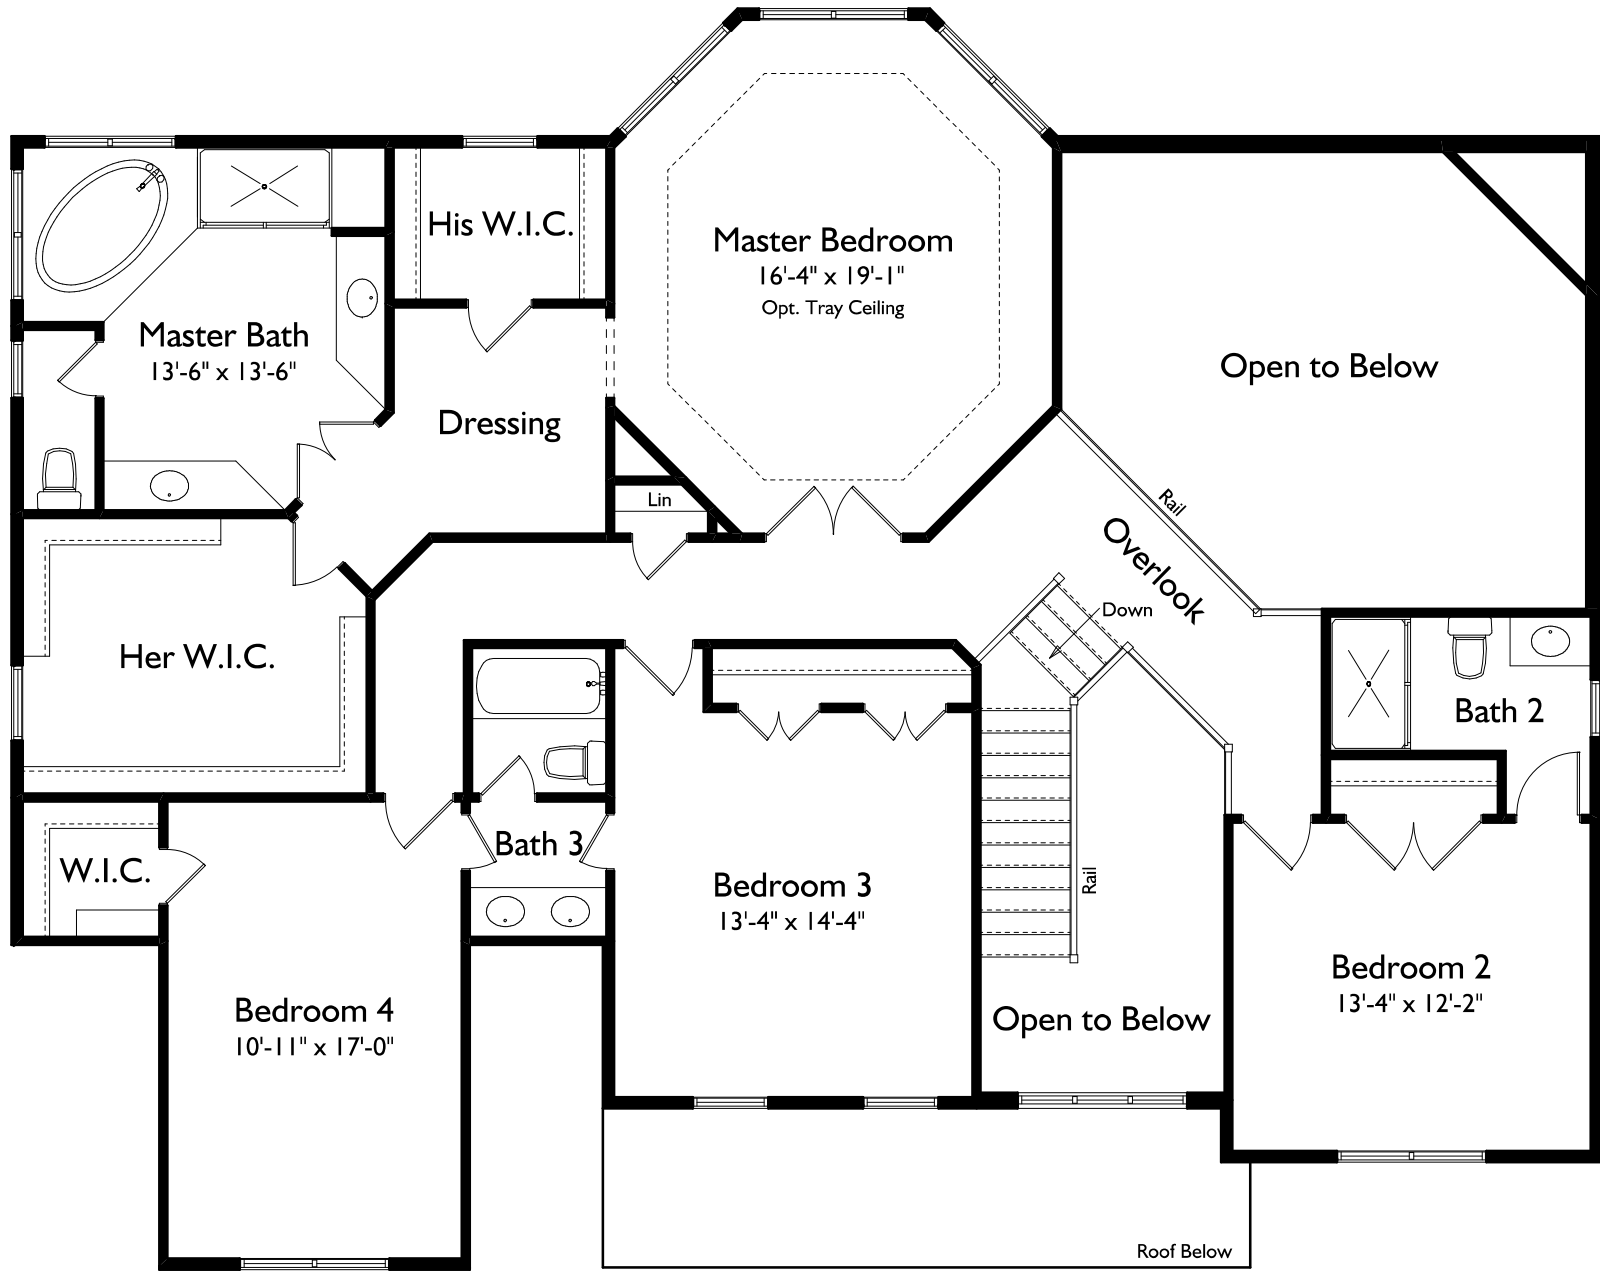 His W.I.C.
Master Bedroom
16'-4" x 19'-1"
Opt. Tray Ceiling
Master Bath
13'-6" x 13'-6"
Open to Below
Dressing
Lin
Rail
Overlook
Down
Her W.I.C.
Bath 2
W.I.C.
Bath 3
Bedroom 3
13'-4" x 14'-4"
Rail
Bedroom 2
13'-4" x 12'-2"
Bedroom 4
10'-11" x 17'-0"
Open to Below
Roof Below